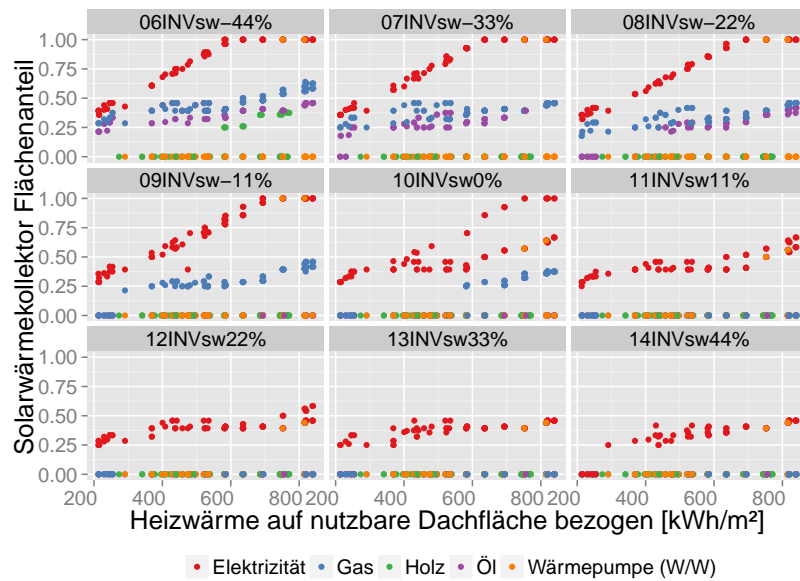 06INVsw−44% 07INVsw−33% 08INVsw−22%
1.00
0.75
0.50
0.25
0.00
09INVsw−11% 10INVsw0% 11INVsw11%
1.00
0.75
0.50
0.25
0.00
12INVsw22% 13INVsw33% 14INVsw44%
1.00
0.75
0.50
0.25
0.00
Solarwärmekollektor Flächenanteil
200 400 600 800 200 400 600 800 200 400 600 800
Heizwärme auf nutzbare Dachfläche bezogen [kWh/m²]
Elektrizität Gas Holz Öl Wärmepumpe (W/W)